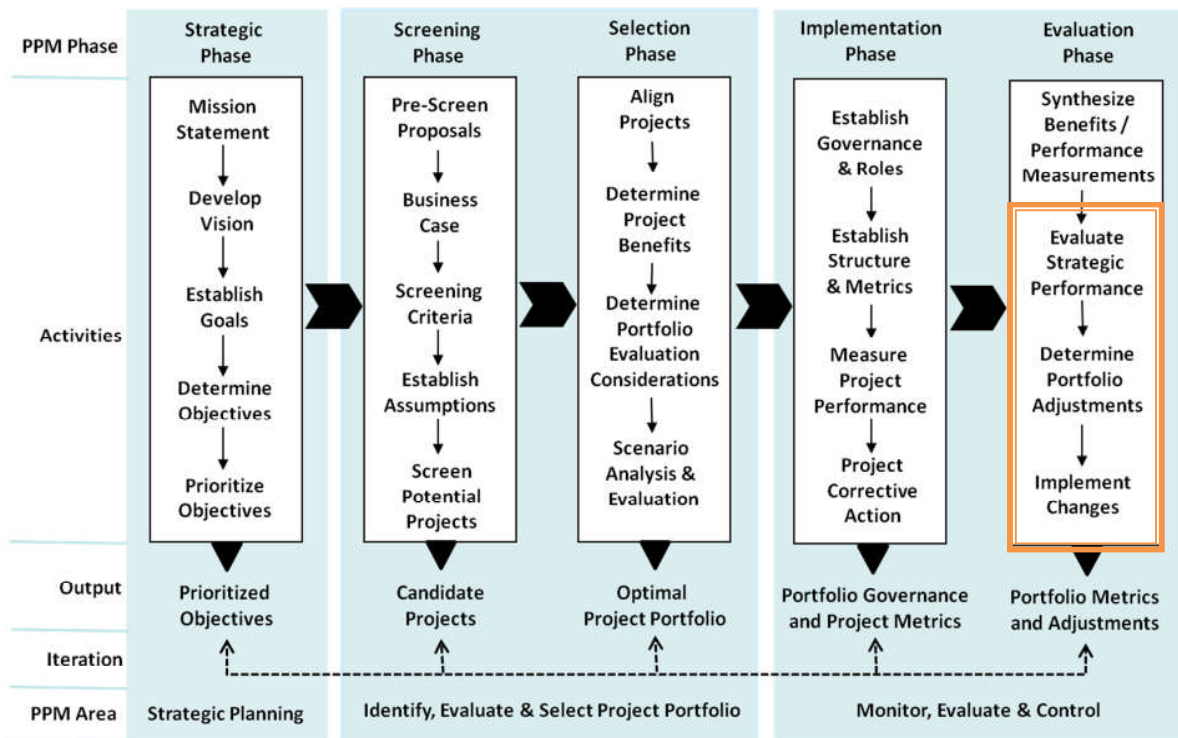 PPM Phase
Strategic
Phase
Screening
Phase
Selection
Phase
Implementation
Phase
Evaluation
Phase
Activities
Mission
Statement
Develop
Vision
Establish
Goals
Determine
Objectives
Prioritize
Objectives
Pre-Screen
Proposals
Business
Case
Screening
Criteria
Establish
Assumptions
Screen
Potential
Projects
Align
Projects
Determine
Project
Benefits
Determine
Portfolio
Evaluation
Considerations
Scenario
Analysis &
Evaluation
Establish
Governance
& Roles
Establish
Structure
& Metrics
Measure
Project
Performance
Project
Corrective
Action
Synthesize
Benefits /
Performance
Measurements
Evaluate
Strategic
Performance
Determine
Portfolio
Adjustments
Implement
Changes
Output
Prioritized
Objectives
Candidate
Projects
Optimal
Project Portfolio
Portfolio Governance
and Project Metrics
Portfolio Metrics
and Adjustments
Iteration
PPM Area
Strategic Planning
Identify, Evaluate & Select Project Portfolio
Monitor, Evaluate & Control